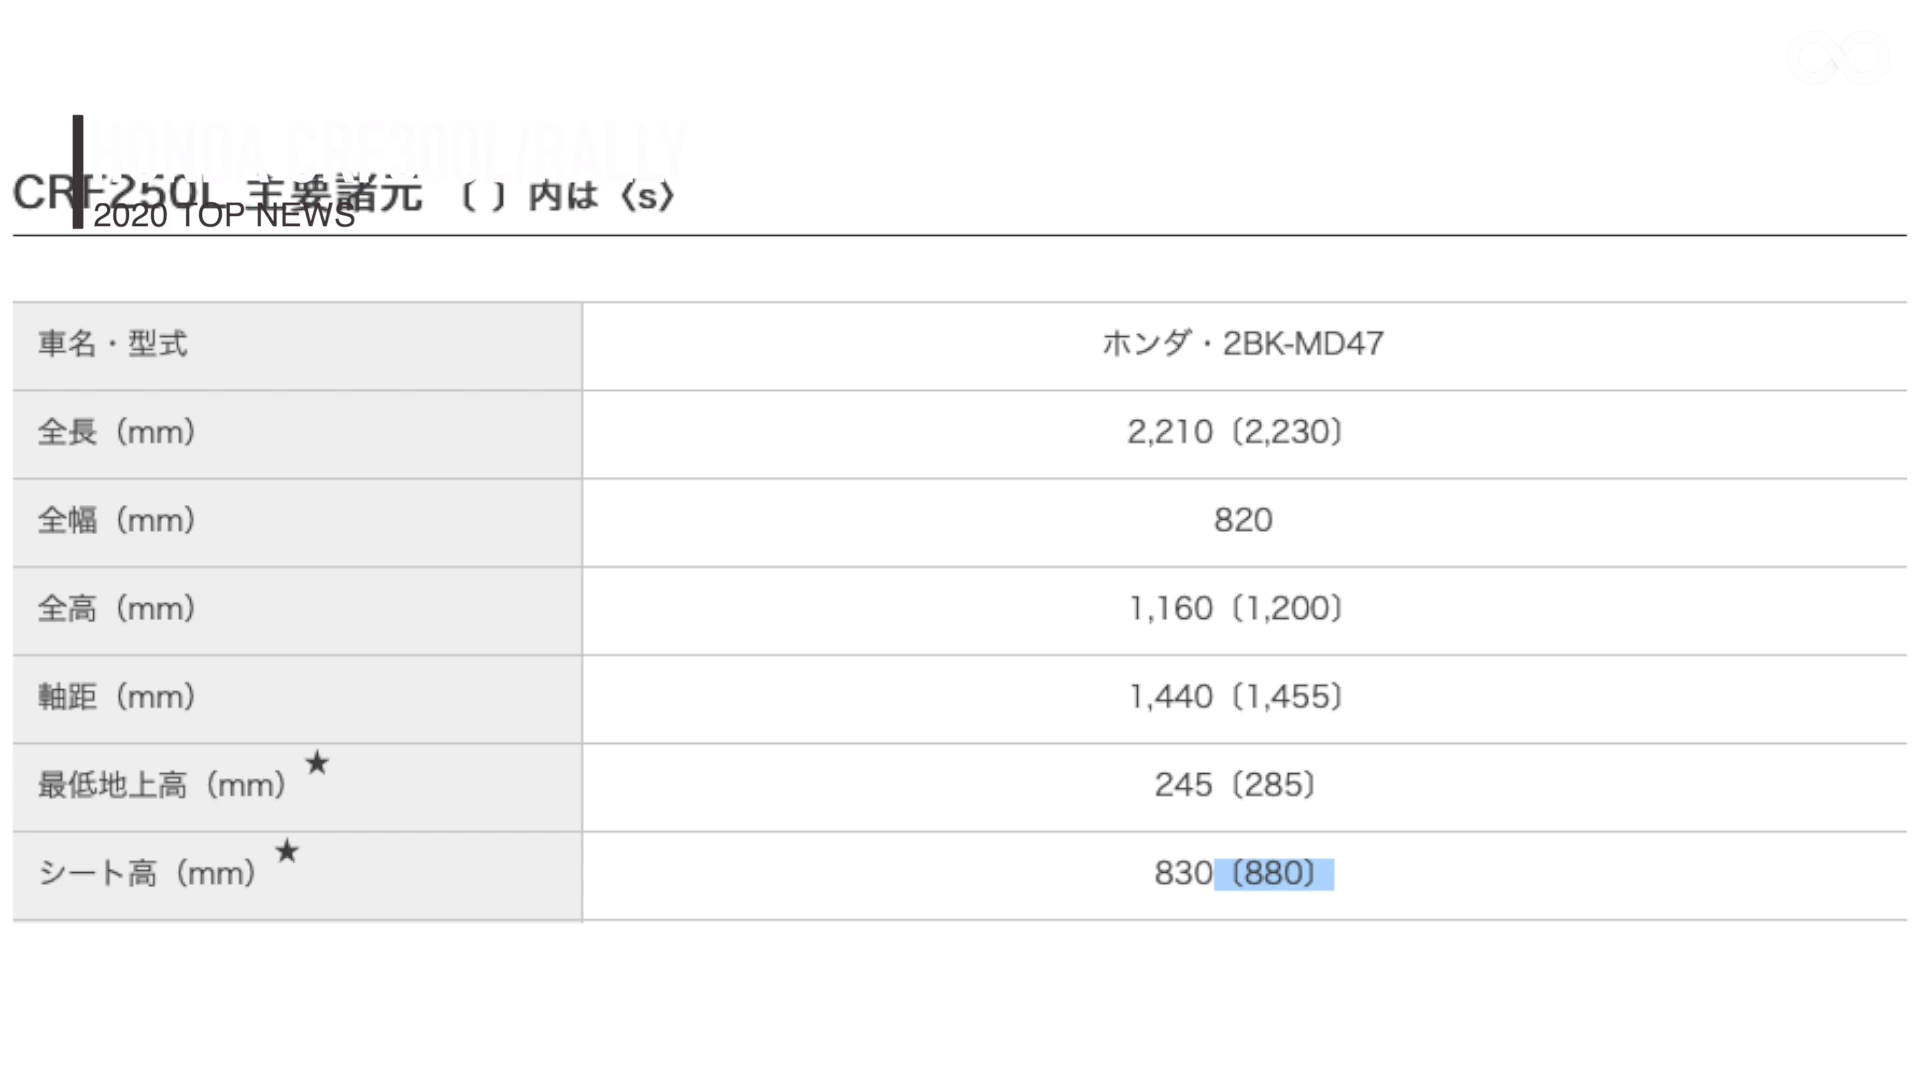 HONDA CRF300L/RALLY
CRF250L 主要諸元 〔 〕内は〈s〉
2020 TOP NEWS
車名・型式 ホンダ・2BK-MD47
全長（mm） 2,210〔2,230〕
全幅（mm） 820
全高（mm） 1,160〔1,200〕
軸距（mm） 1,440〔1,455〕
最低地上高（mm）★ 245〔285〕
シート高（mm）★ 830〔880〕